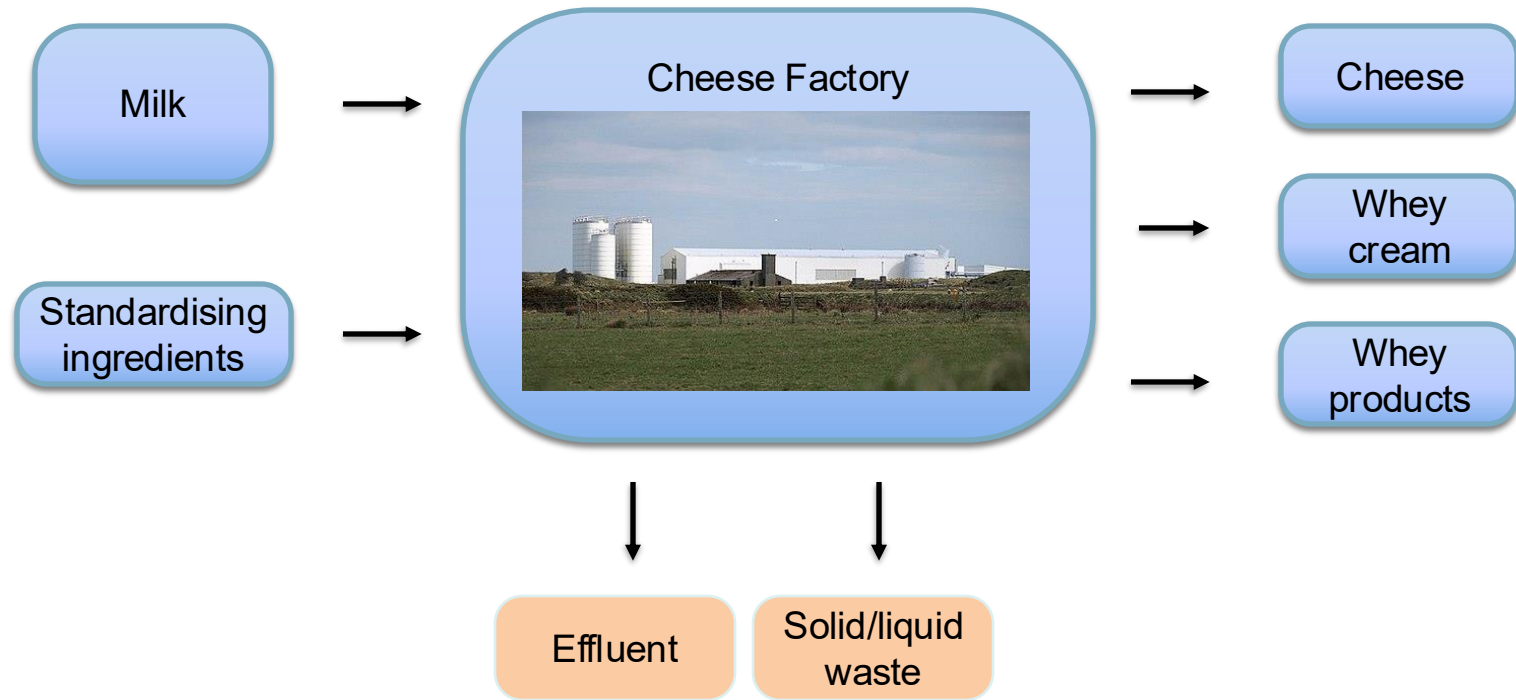 Milk
Standardising
ingredients
Cheese Factory
Cheese
Whey
cream
Whey
products
Effluent
Solid/liquid
waste